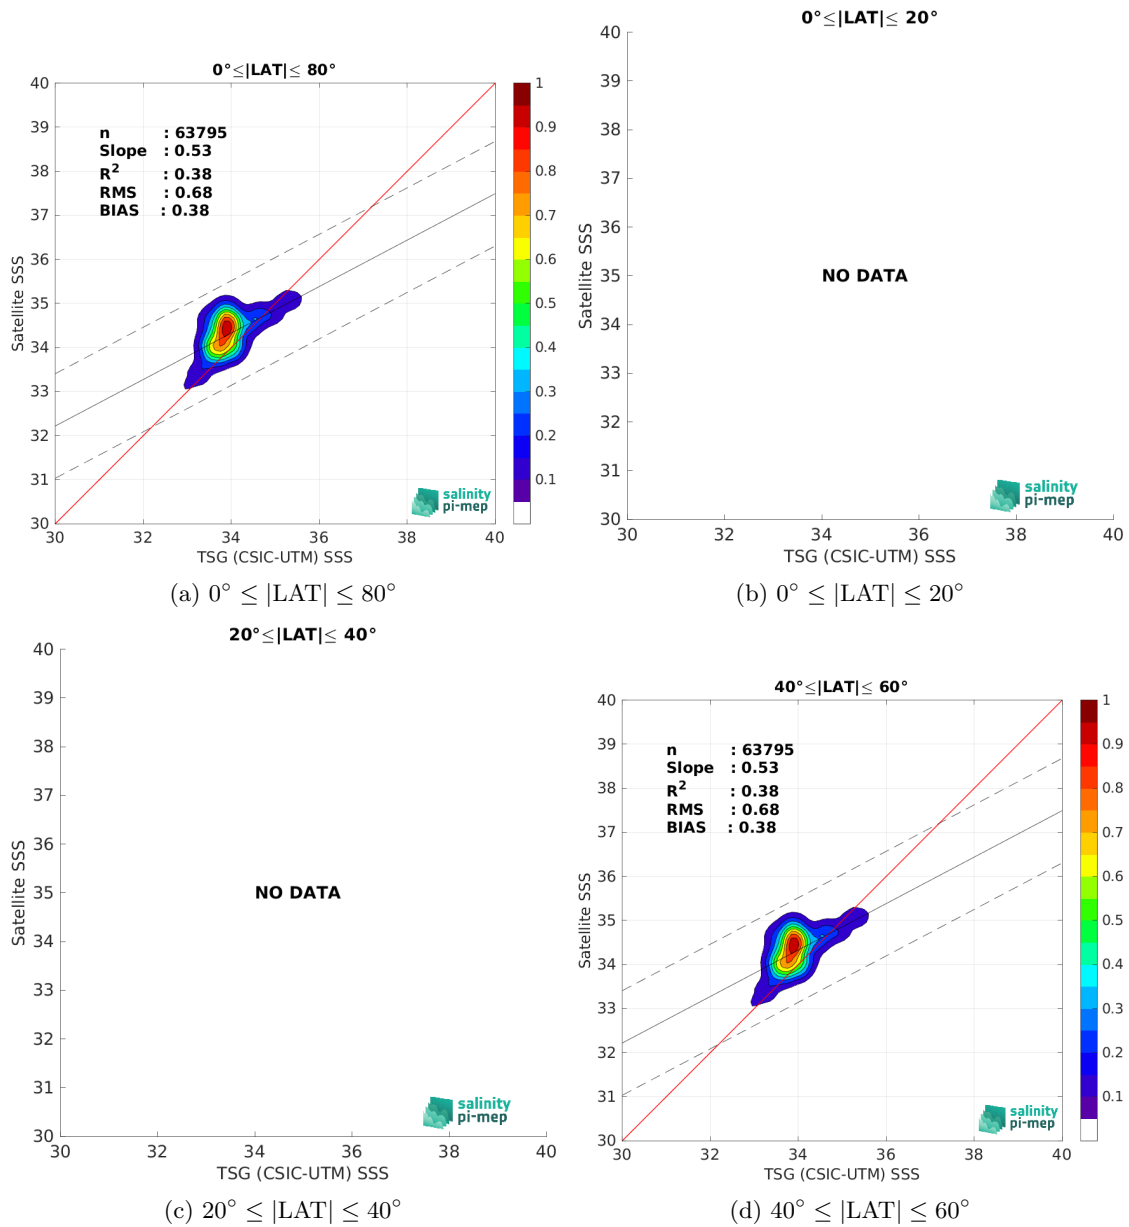 0°≤|LAT|≤ 80°
40
39
38
37
36
35
34
33
32
31
30
30
32
34
36
38
40
Satellite SSS
TSG (CSIC-UTM) SSS
n : 63795
Slope : 0.53
R² : 0.38
RMS : 0.68
BIAS : 0.38
1
0.9
0.8
0.7
0.6
0.5
0.4
0.3
0.2
0.1
salinity
pi-mep
(a) 0° ≤ |LAT| ≤ 80°
0°≤|LAT|≤ 20°
40
39
38
37
36
35
34
33
32
31
30
30
32
34
36
38
40
Satellite SSS
TSG (CSIC-UTM) SSS
NO DATA
salinity
pi-mep
(b) 0° ≤ |LAT| ≤ 20°
20°≤|LAT|≤ 40°
40
39
38
37
36
35
34
33
32
31
30
30
32
34
36
38
40
Satellite SSS
TSG (CSIC-UTM) SSS
NO DATA
salinity
pi-mep
(c) 20° ≤ |LAT| ≤ 40°
40°≤|LAT|≤ 60°
40
39
38
37
36
35
34
33
32
31
30
30
32
34
36
38
40
Satellite SSS
TSG (CSIC-UTM) SSS
n : 63795
Slope : 0.53
R² : 0.38
RMS : 0.68
BIAS : 0.38
1
0.9
0.8
0.7
0.6
0.5
0.4
0.3
0.2
0.1
salinity
pi-mep
(d) 40° ≤ |LAT| ≤ 60°